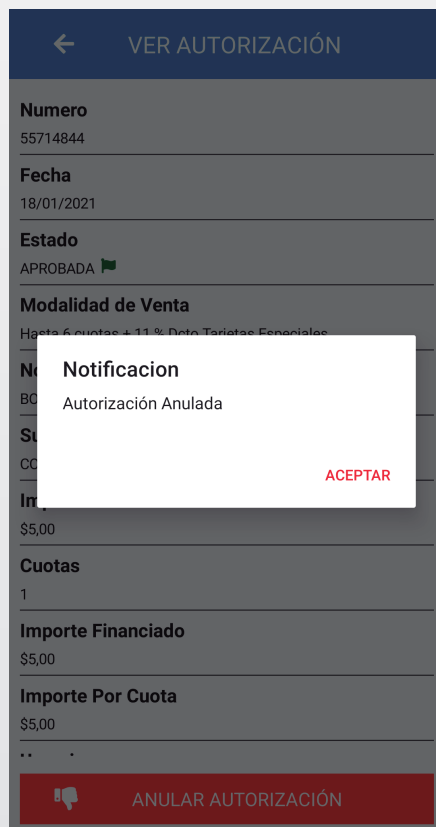 VER AUTORIZACIÓN
Numero
55714844
Fecha
18/01/2021
Estado
APROBADA
Modalidad de Venta
Hasta 6 cuotas + 11 % Dcto Tarjetas Especiales
Notificacion
Autorización Anulada
ACEPTAR
$5,00
Cuotas
1
Importe Financiado
$5,00
Importe Por Cuota
$5,00
ANULAR AUTORIZACIÓN